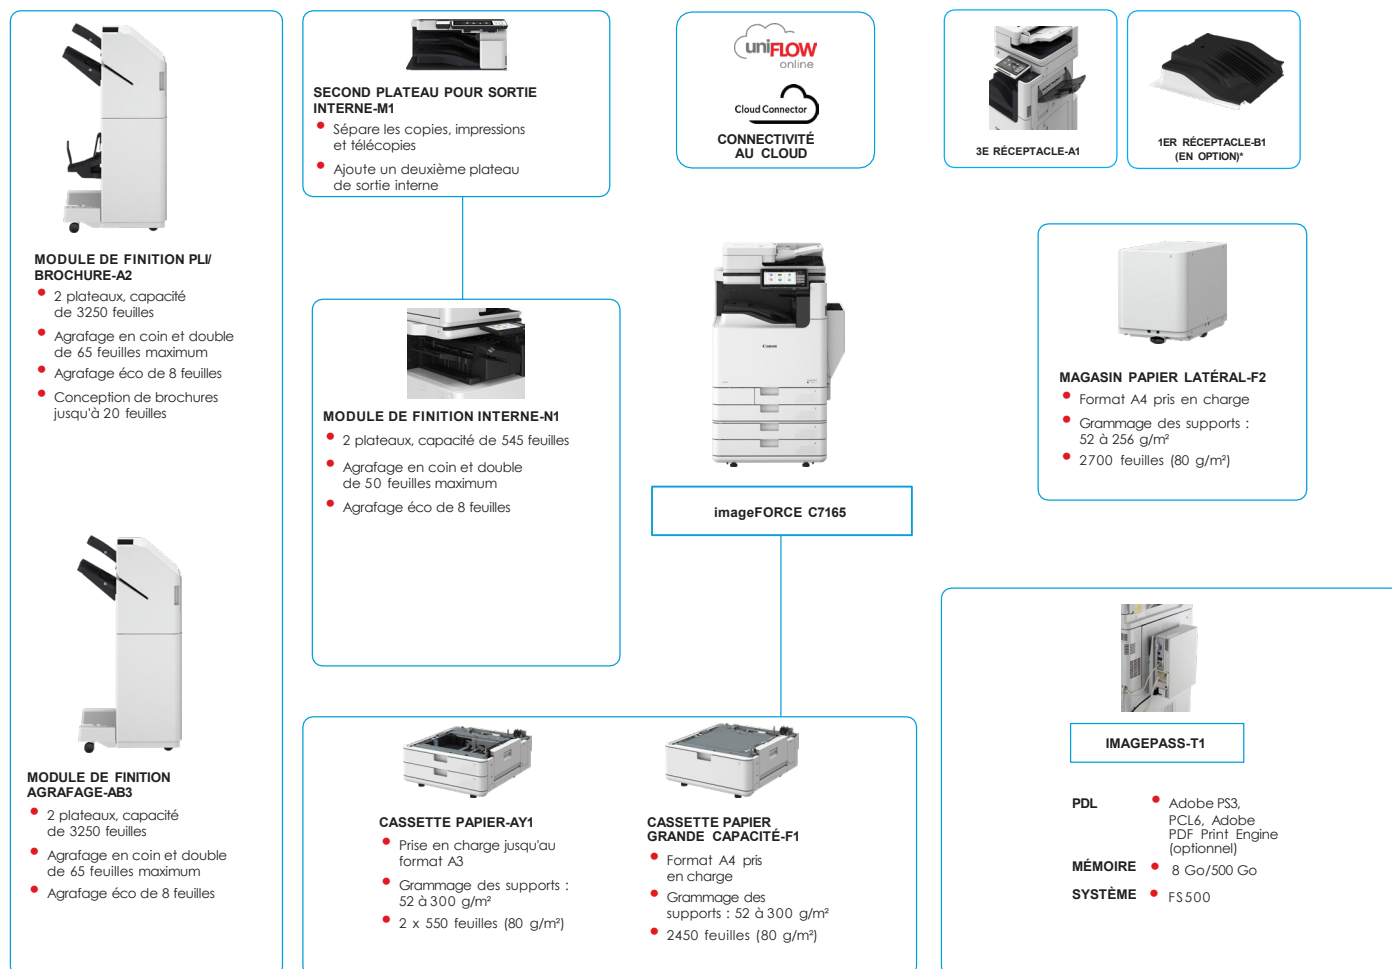 MODULE DE FINITION PLI/
BROCHURE-A2
2 plateaux, capacité
de 3250 feuilles
Agrafage en coin et double
de 65 feuilles maximum
Agrafage éco de 8 feuilles
Conception de brochures
jusqu'à 20 feuilles
MODULE DE FINITION
AGRAFAGE-AB3
2 plateaux, capacité
de 3250 feuilles
Agrafage en coin et double
de 65 feuilles maximum
Agrafage éco de 8 feuilles
SECOND PLATEAU POUR SORTIE
INTERNE-M1
Sépare les copies, impressions
et télécopies
Ajoute un deuxième plateau
de sortie interne
MODULE DE FINITION INTERNE-N1
2 plateaux, capacité de 545 feuilles
Agrafage en coin et double
de 50 feuilles maximum
Agrafage éco de 8 feuilles
uniFLOW
online
Cloud Connector
CONNECTIVITÉ
AU CLOUD
Canon
imageFORCE C7165
CASSETTE PAPIER-AY1
Prise en charge jusqu'au
format A3
Grammage des supports :
52 à 300 g/m²
2 x 550 feuilles (80 g/m²)
CASSETTE PAPIER
GRANDE CAPACITÉ-F1
Format A4 pris
en charge
Grammage des
supports : 52 à 300 g/m²
2450 feuilles (80 g/m²)
3E RÉCEPTACLE-A1
1ER RÉCEPTACLE-B1
(EN OPTION)*
MAGASIN PAPIER LATÉRAL-F2
Format A4 pris en charge
Grammage des supports :
52 à 256 g/m²
2700 feuilles (80 g/m²)
IMAGEPASS-T1
PDL Adobe PS3,
PCL6, Adobe
PDF Print Engine
(optionnel)
MÉMOIRE 8 Go/500 Go
SYSTÈME FS500